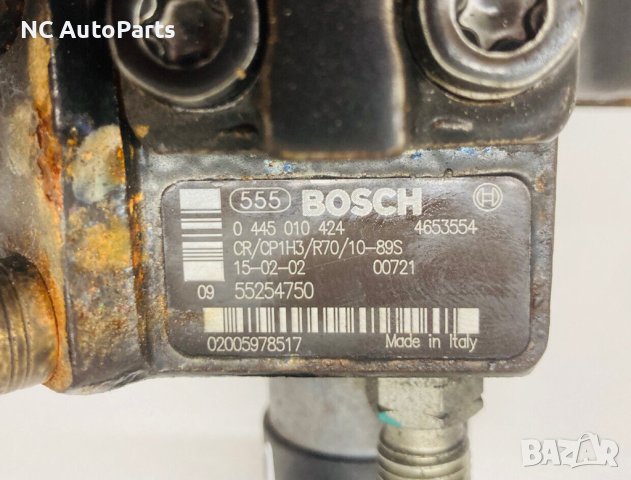 NC AutoParts
555 BOSCH
0 445 010 424 4653554
CR/CP1H3/R70/10-89S
15-02-02 00721
09 55254750
02005978517 Made in Italy
BAZAR